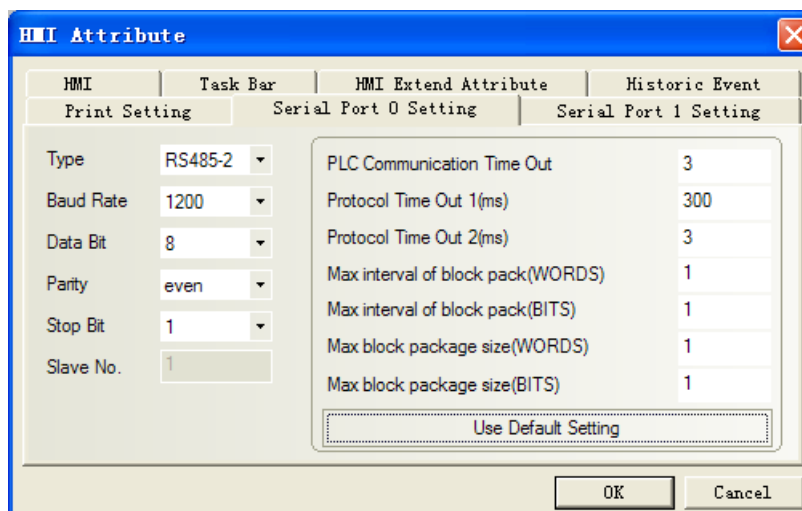 HMI Attribute
HMI Task Bar HMI Extend Attribute Historic Event
Print Setting Serial Port 0 Setting Serial Port 1 Setting
Type RS485-2
Baud Rate 1200
Data Bit 8
Parity even
Stop Bit 1
Slave No. 1
PLC Communication Time Out 3
Protocol Time Out 1(ms) 300
Protocol Time Out 2(ms) 3
Max interval of block pack(WORDS) 1
Max interval of block pack(BITS) 1
Max block package size(WORDS) 1
Max block package size(BITS) 1
Use Default Setting
OK Cancel